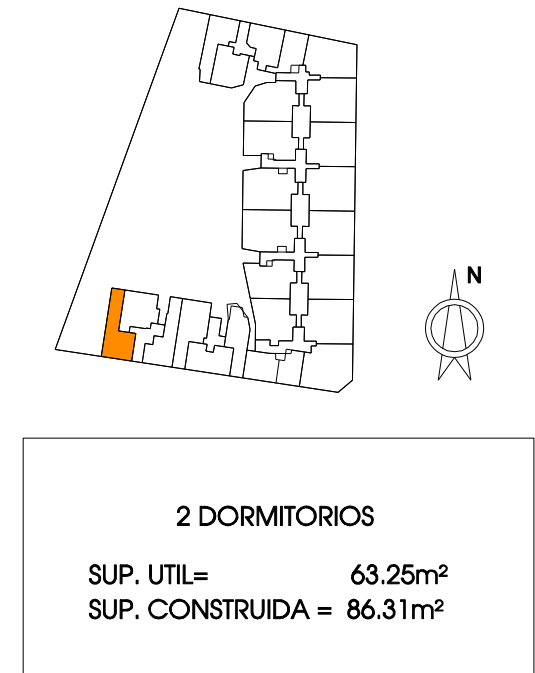 N
2 DORMITORIOS
SUP. UTIL= 63.25m²
SUP. CONSTRUIDA = 86.31m²